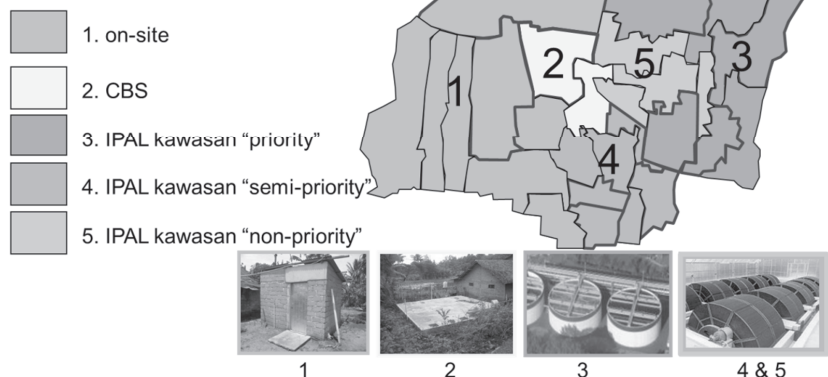 1. on-site
2. CBS
3. IPAL kawasan “priority”
4. IPAL kawasan “semi-priority”
5. IPAL kawasan “non-priority”
1
2
5
3
4
1
2
3
4 & 5